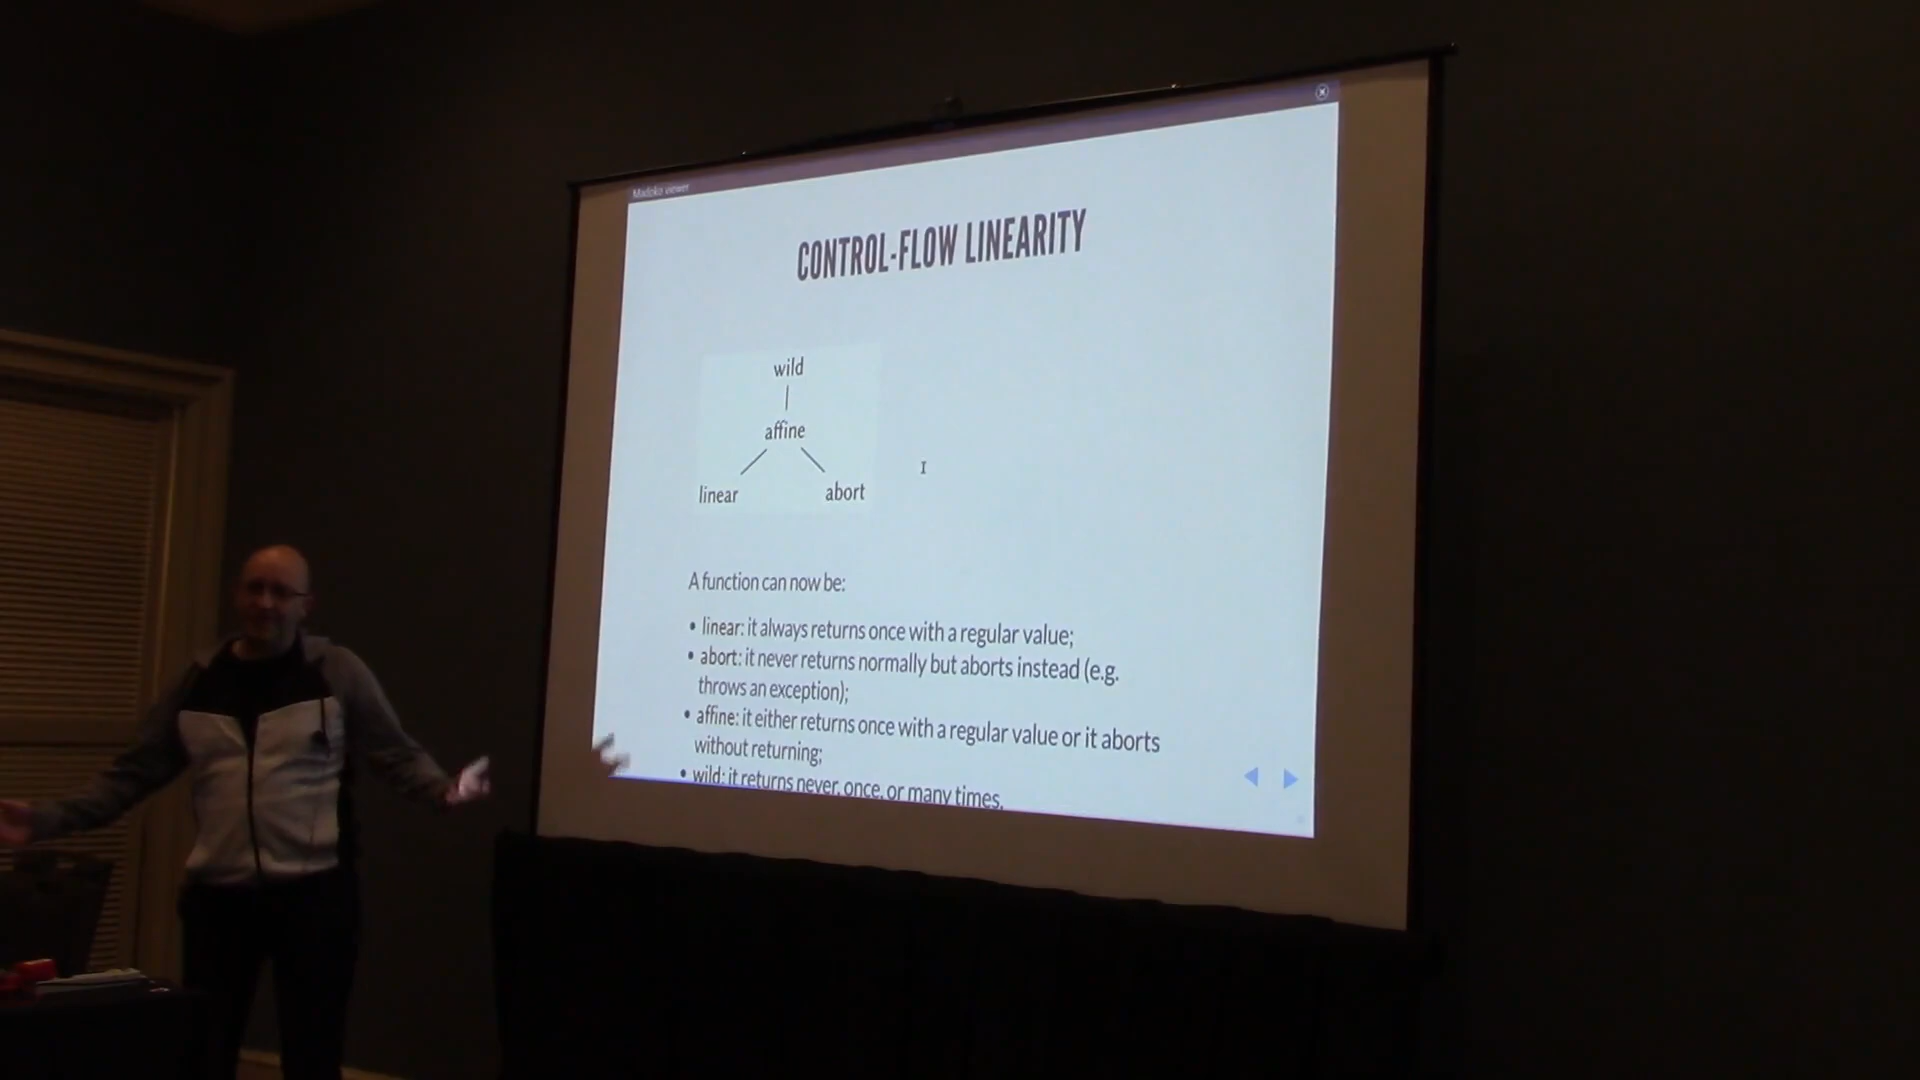 Madoko viewer
CONTROL-FLOW LINEARITY
wild
affine
linear abort
A function can now be:
• linear: it always returns once with a regular value;
• abort: it never returns normally but aborts instead (e.g.
throws an exception);
• affine: it either returns once with a regular value or it aborts
without returning;
• wild: it returns never, once, or many times.